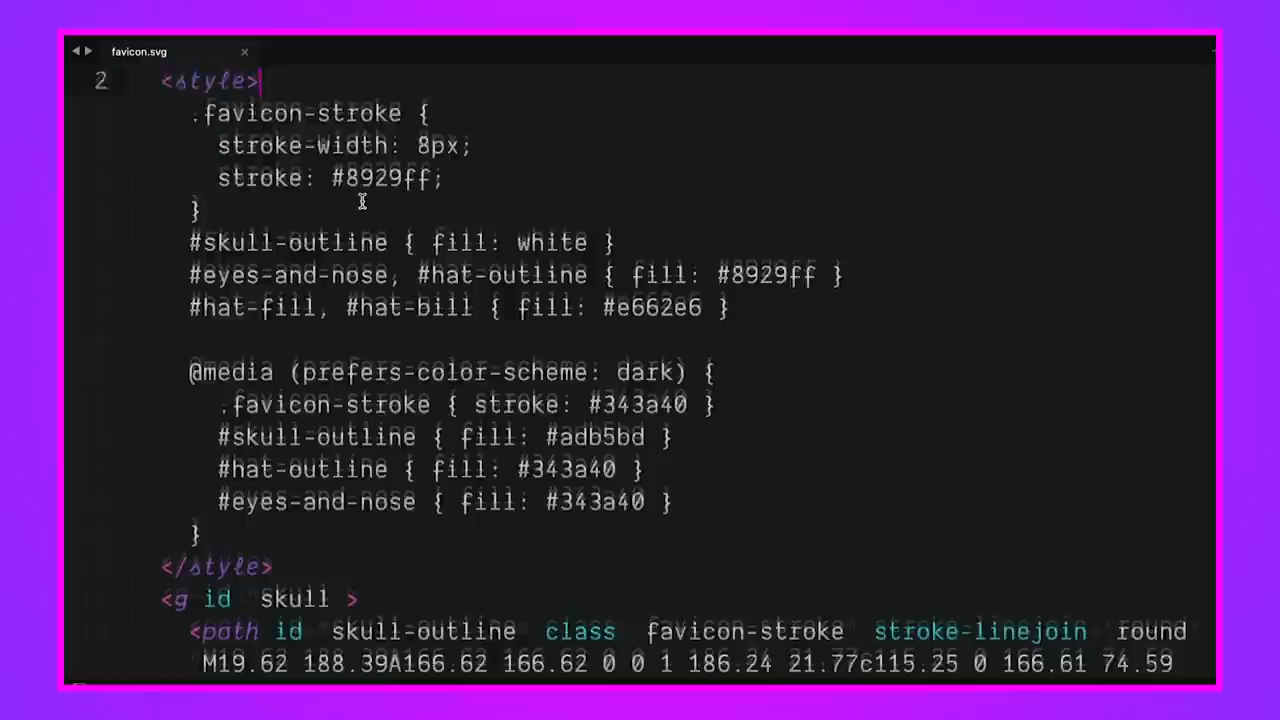 favicon.svg ×
2 <style>
.favicon-stroke {
stroke-width: 8px;
stroke: #8929ff;
}
#skull-outline { fill: white }
#eyes-and-nose, #hat-outline { fill: #8929ff }
#hat-fill, #hat-bill { fill: #e662e6 }
@media (prefers-color-scheme: dark) {
.favicon-stroke { stroke: #343a40 }
#skull-outline { fill: #adb5bd }
#hat-outline { fill: #343a40 }
#eyes-and-nose { fill: #343a40 }
}
</style>
<g id skull >
<path id skull-outline class favicon-stroke stroke-linejoin round
M19.62 188.39A166.62 166.62 0 0 1 186.24 21.77c115.25 0 166.61 74.59